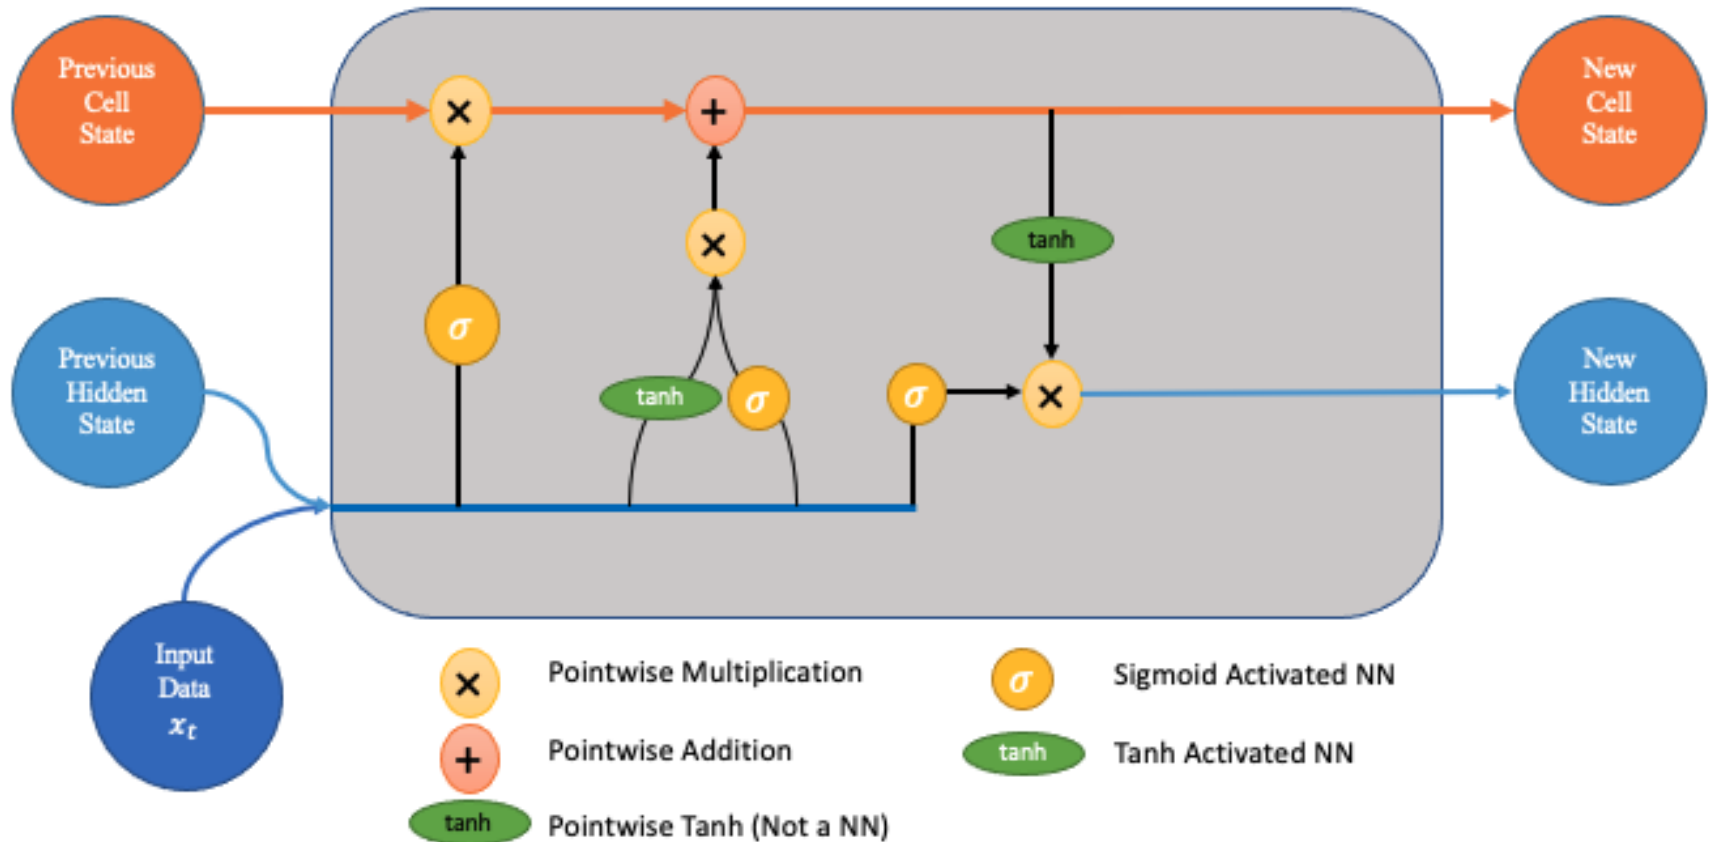 Previous
Cell
State
×
+
New
Cell
State
×
tanh
σ
Previous
Hidden
State
tanh
σ
σ
×
New
Hidden
State
Input
Data
xₜ
× Pointwise Multiplication
σ Sigmoid Activated NN
+ Pointwise Addition
tanh Tanh Activated NN
tanh Pointwise Tanh (Not a NN)